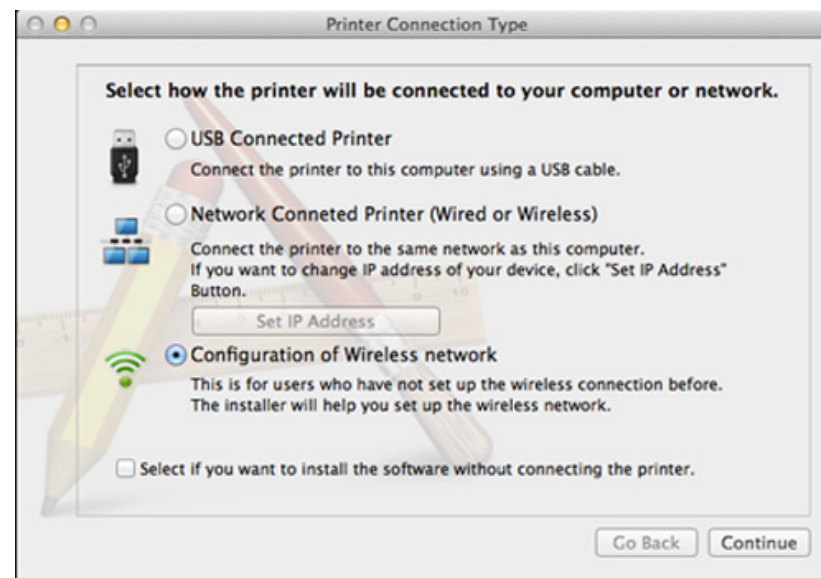 Printer Connection Type
Select how the printer will be connected to your computer or network.
USB Connected Printer
Connect the printer to this computer using a USB cable.
Network Conneted Printer (Wired or Wireless)
Connect the printer to the same network as this computer.
If you want to change IP address of your device, click "Set IP Address"
Button.
Set IP Address
Configuration of Wireless network
This is for users who have not set up the wireless connection before.
The installer will help you set up the wireless network.
Select if you want to install the software without connecting the printer.
Go Back
Continue